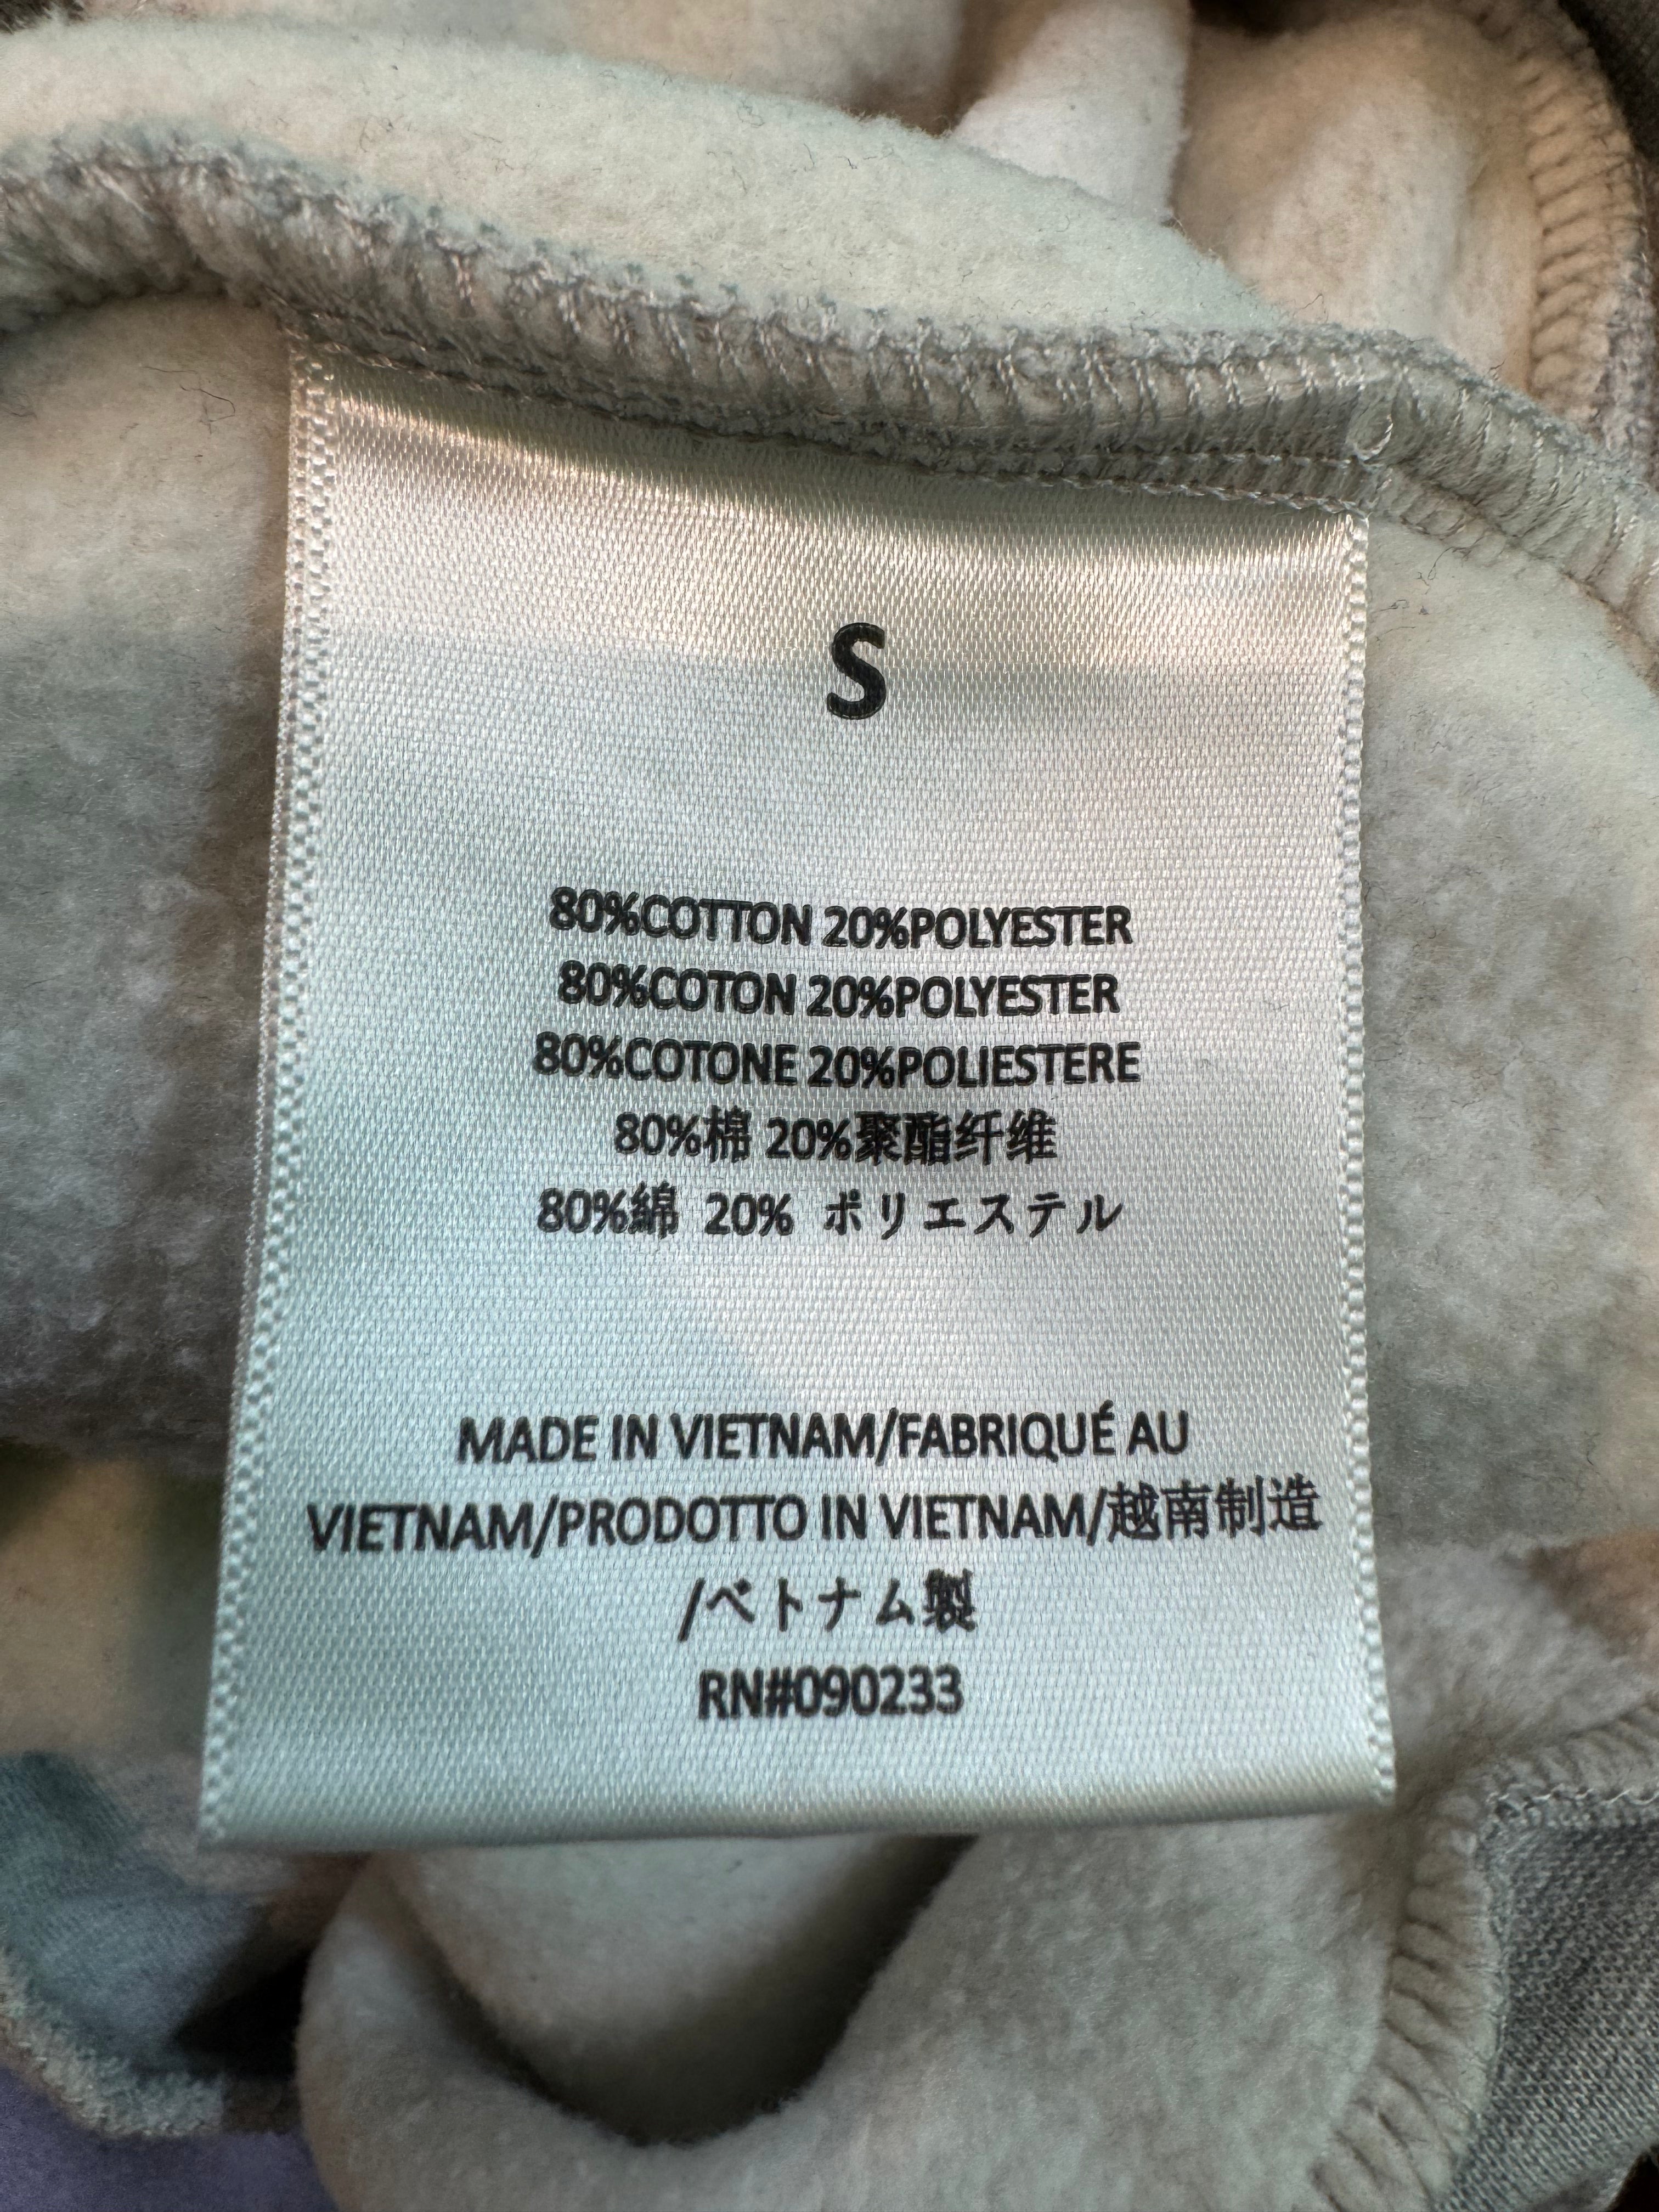 S
80%COTTON 20%POLYESTER
80%COTON 20%POLYESTER
80%COTONE 20%POLIESTERE
80%棉 20%聚酯纤维
80%綿 20% ポリエステル
MADE IN VIETNAM/FABRIQUÉ AU
VIETNAM/PRODOTTO IN VIETNAM/越南制造
/ベトナム製
RN#090233